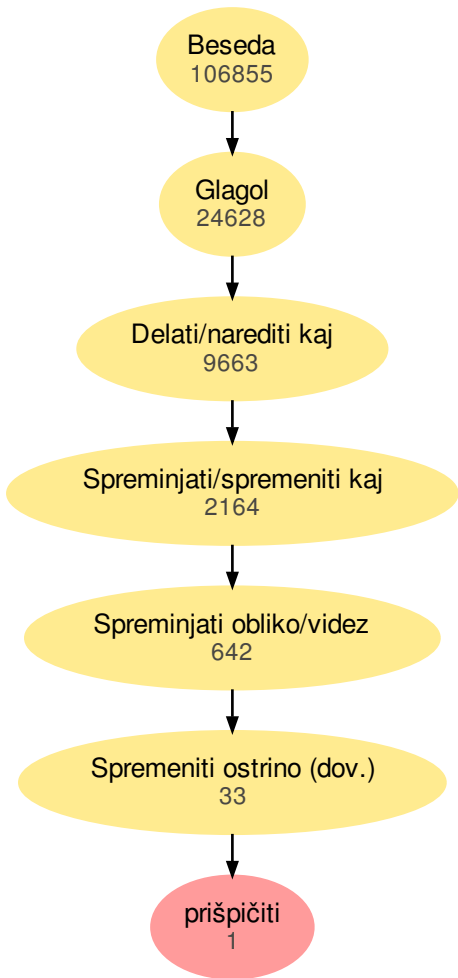 Beseda
106855
Glagol
24628
Delati/narediti kaj
9663
Spreminjati/spremeniti kaj
2164
Spreminjati obliko/videz
642
Spremeniti ostrino (dov.)
33
prišpičiti
1